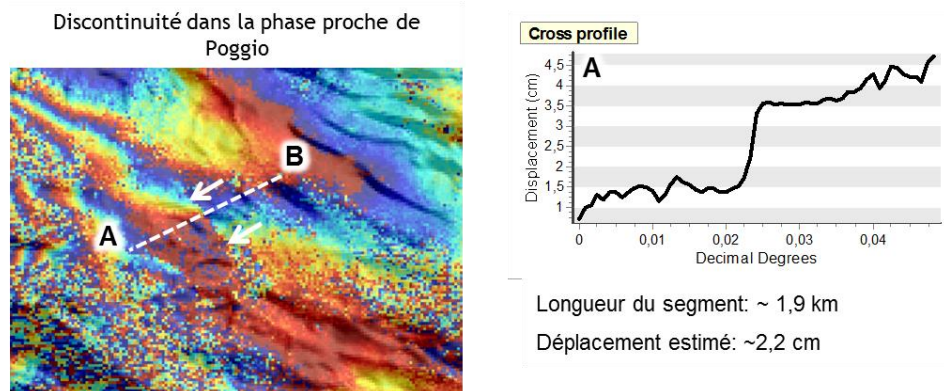 Discontinuité dans la phase proche de
Poggio
A
B
Cross profile
A
Displacement (cm)
4,5
3,5
3
2,5
2
1,5
1
0
0,01
0,02
0,03
0,04
Decimal Degrees
Longueur du segment: ~ 1,9 km
Déplacement estimé: ~2,2 cm